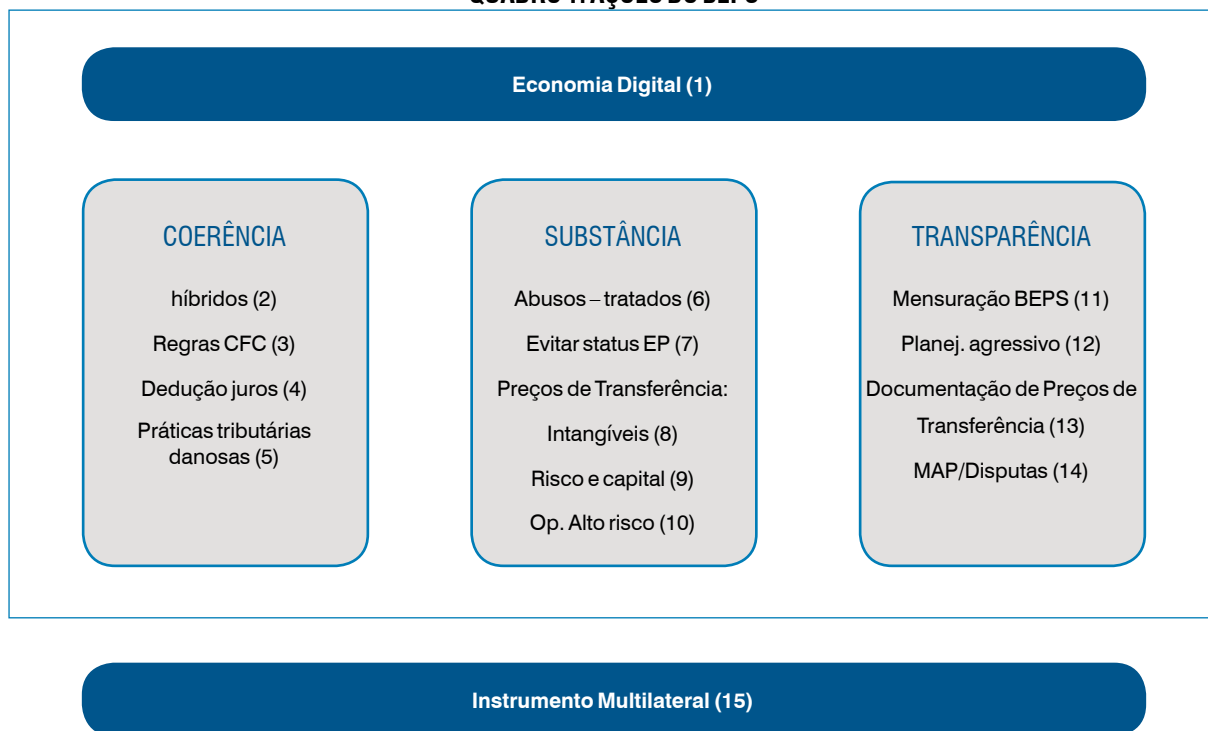 Economia Digital (1)
COERÊNCIA
híbridos (2)
Regras CFC (3)
Dedução juros (4)
Práticas tributárias
danosas (5)
SUBSTÂNCIA
Abusos – tratados (6)
Evitar status EP (7)
Preços de Transferência:
Intangíveis (8)
Risco e capital (9)
Op. Alto risco (10)
TRANSPARÊNCIA
Mensuração BEPS (11)
Planej. agressivo (12)
Documentação de Preços de
Transferência (13)
MAP/Disputas (14)
Instrumento Multilateral (15)